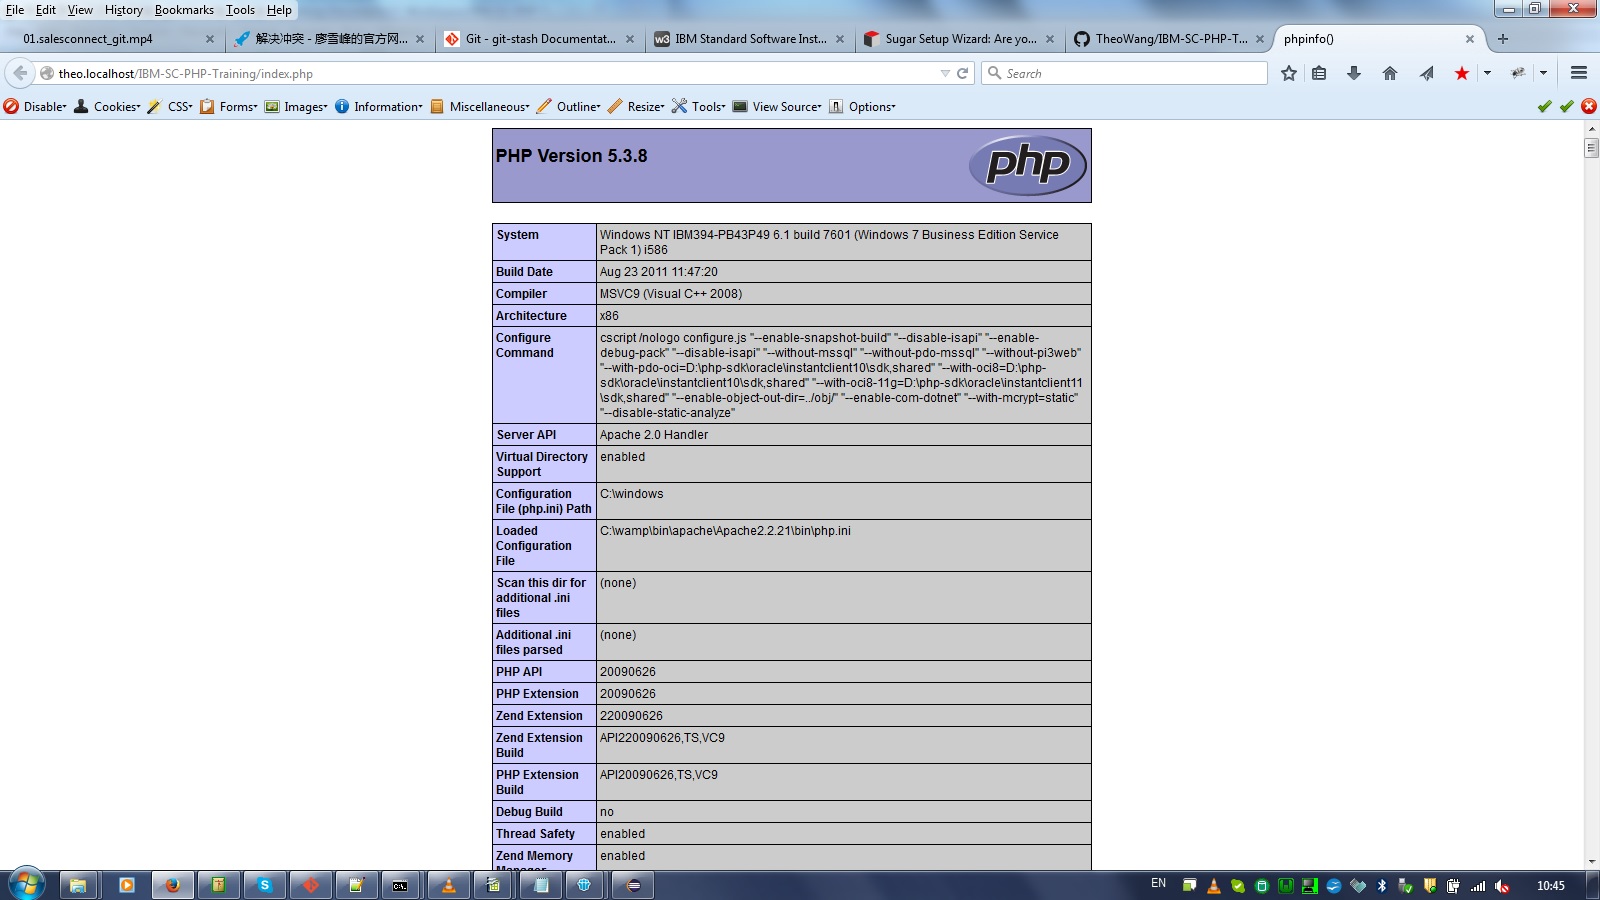 File Edit View History Bookmarks Tools Help
01.salesconnect_git.mp4
解决冲突 - 廖雪峰的官方网...
Git - git-stash Documentat...
w3 IBM Standard Software Inst...
Sugar Setup Wizard: Are yo...
TheoWang/IBM-SC-PHP-T...
phpinfo()
theo.localhost/IBM-SC-PHP-Training/index.php
Search
Disable Cookies CSS Forms Images Information Miscellaneous Outline Resize Tools View Source Options
PHP Version 5.3.8
php
System
Windows NT IBM394-PB43P49 6.1 build 7601 (Windows 7 Business Edition Service
Pack 1) i586
Build Date
Aug 23 2011 11:47:20
Compiler
MSVC9 (Visual C++ 2008)
Architecture
x86
Configure
Command
cscript /nologo configure.js "--enable-snapshot-build" "--disable-isapi" "--enable-
debug-pack" "--disable-isapi" "--without-mssql" "--without-pdo-mssql" "--without-pi3web"
"--with-pdo-oci=D:\php-sdk\oracle\instantclient10\sdk,shared" "--with-oci8=D:\php-
sdk\oracle\instantclient10\sdk,shared" "--with-oci8-11g=D:\php-sdk\oracle\instantclient11
\sdk,shared" "--enable-object-out-dir=../obj/" "--enable-com-dotnet" "--with-mcrypt=static"
"--disable-static-analyze"
Server API
Apache 2.0 Handler
Virtual Directory
Support
enabled
Configuration
File (php.ini) Path
C:\windows
Loaded
Configuration
File
C:\wamp\bin\apache\Apache2.2.21\bin\php.ini
Scan this dir for
additional .ini
files
(none)
Additional .ini
files parsed
(none)
PHP API
20090626
PHP Extension
20090626
Zend Extension
220090626
Zend Extension
Build
API220090626,TS,VC9
PHP Extension
Build
API20090626,TS,VC9
Debug Build
no
Thread Safety
enabled
Zend Memory
Manager
enabled
EN
10:45